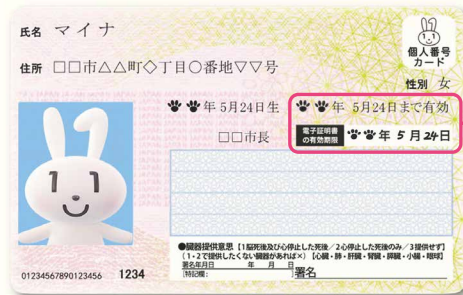 氏名 マイナ
個人番号
カード
住所 □□市△△町◇丁目○番地▽▽号
性別 女
年 5月24日生
年 5月24日まで有効
□□市長
電子証明書
の有効期限
年 5月24日
●臓器提供意思【1脳死後及び心停止した死後／2心停止した死後のみ／3提供せず】
（1・2で提供したくない臓器があれば×）【心臓・肺・肝臓・腎臓・膵臓・小腸・眼球】
署名年月日 年 月 日
[特記欄: ]
署名
0123456789012345６ 1234